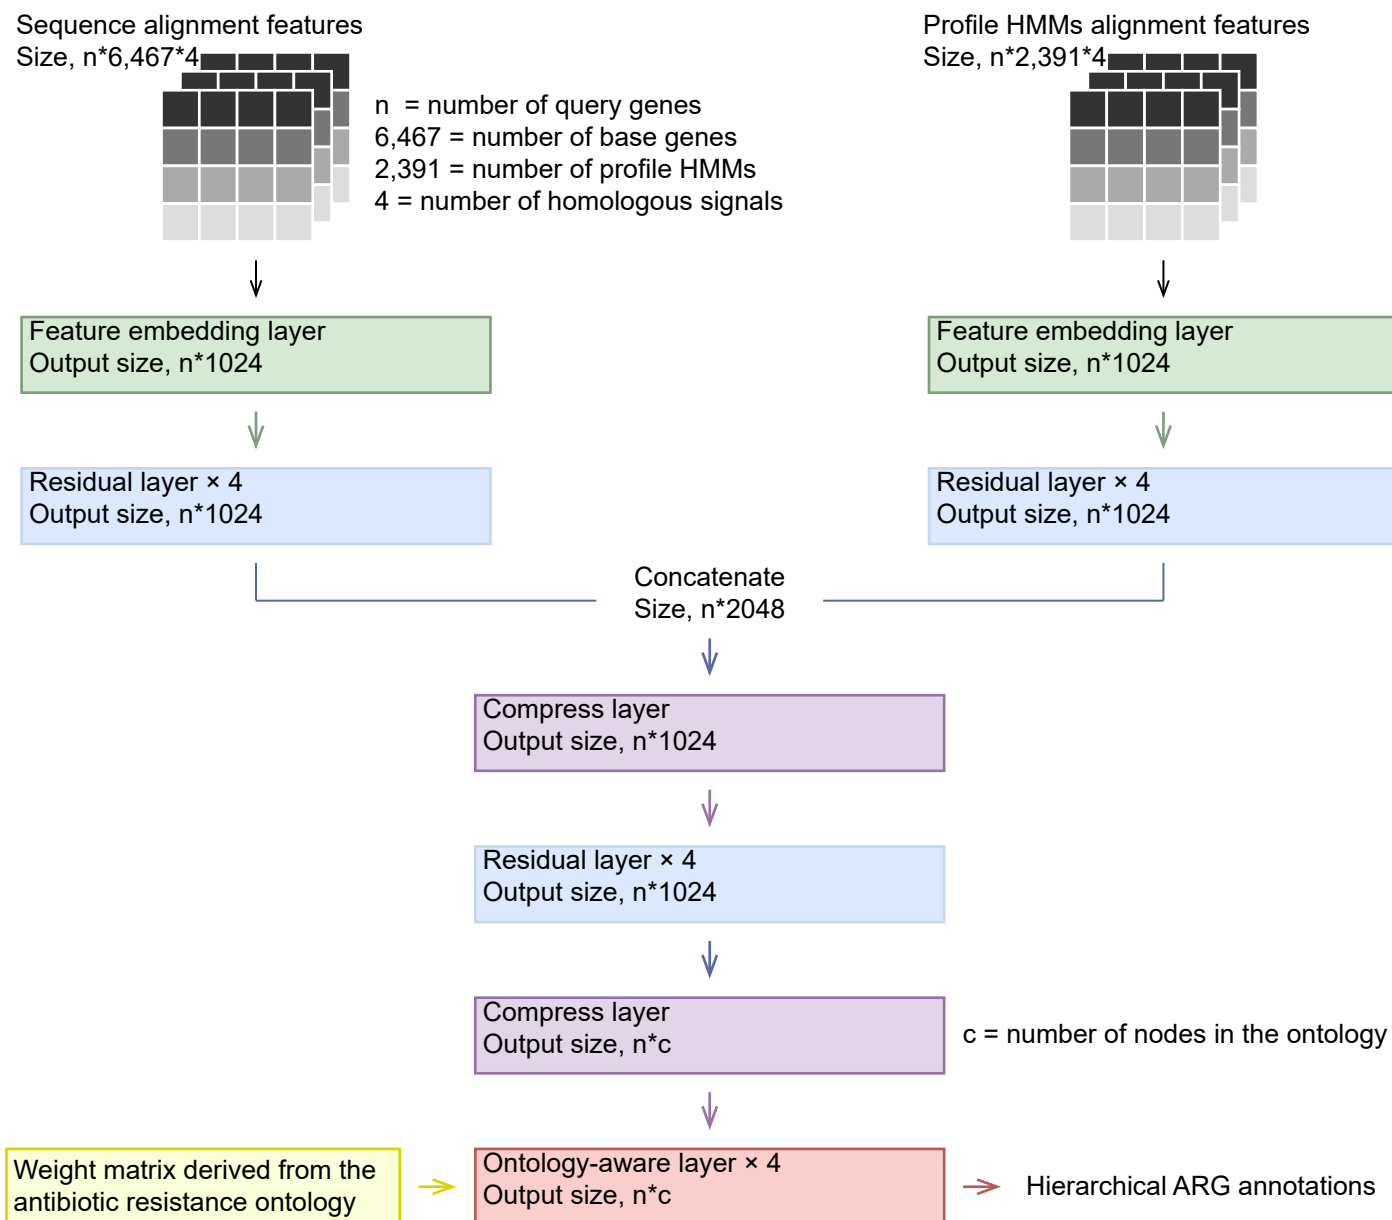 Sequence alignment features
Size, n*6,467*4
Profile HMMs alignment features
Size, n*2,391*4
n  = number of query genes
6,467 = number of base genes
2,391 = number of profile HMMs
4 = number of homologous signals
Feature embedding layer
Output size, n*1024
Feature embedding layer
Output size, n*1024
Residual layer × 4
Output size, n*1024
Residual layer × 4
Output size, n*1024
Concatenate
Size, n*2048
Compress layer
Output size, n*1024
Residual layer × 4
Output size, n*1024
Compress layer
Output size, n*c
c = number of nodes in the ontology
Weight matrix derived from the
antibiotic resistance ontology
Ontology-aware layer × 4
Output size, n*c
Hierarchical ARG annotations